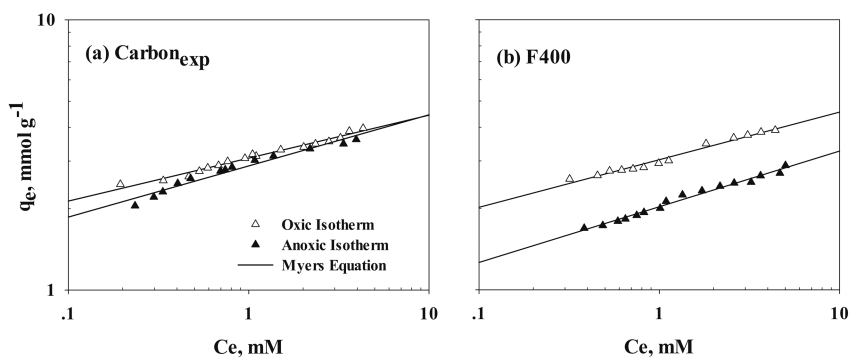 10
(a) Carbonexp
(b) F400
qe, mmol g-1
Oxic Isotherm
Anoxic Isotherm
Myers Equation
1
.1
1
10
.1
1
10
Ce, mM
Ce, mM